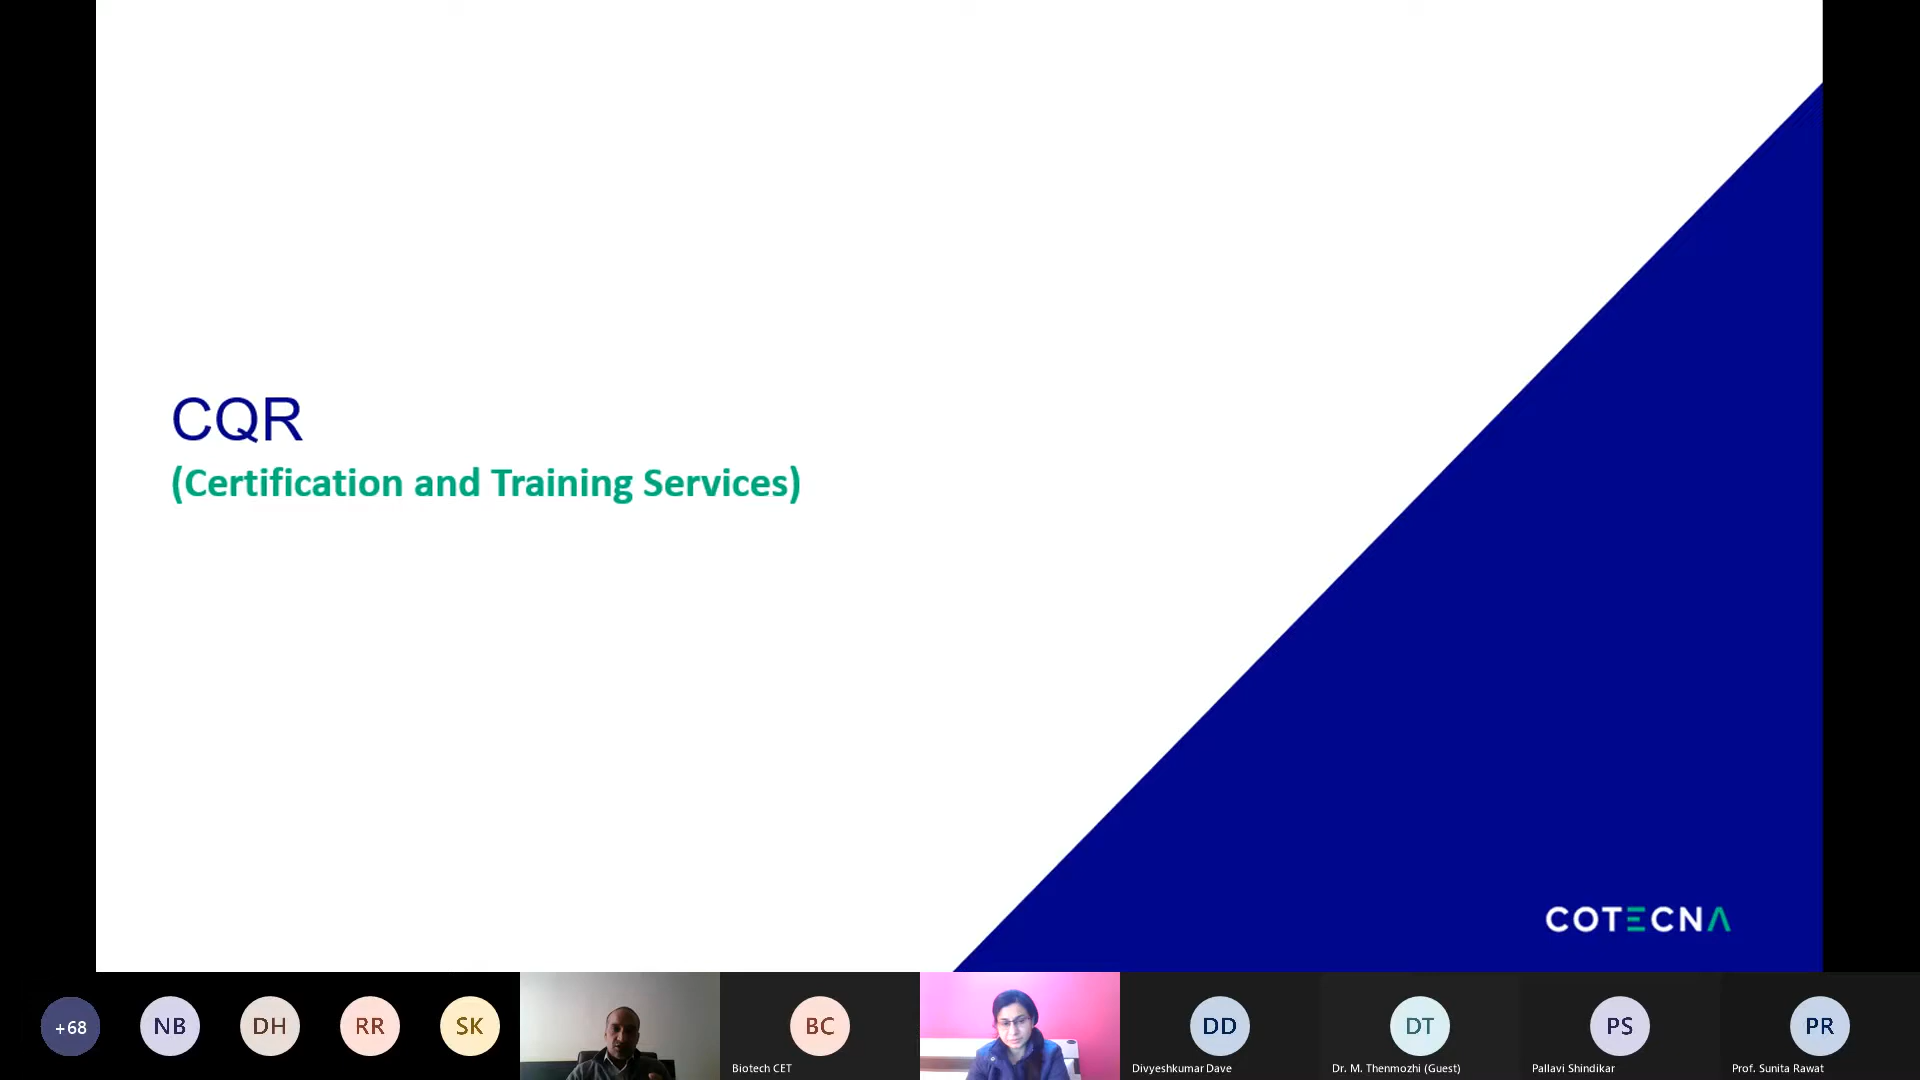 CQR
(Certification and Training Services)
COTECNA
+68
NB
DH
RR
SK
BC
DD
DT
PS
PR
Biotech CET
Divyeshkumar Dave
Dr. M. Thenmozhi (Guest)
Pallavi Shindikar
Prof. Sunita Rawat